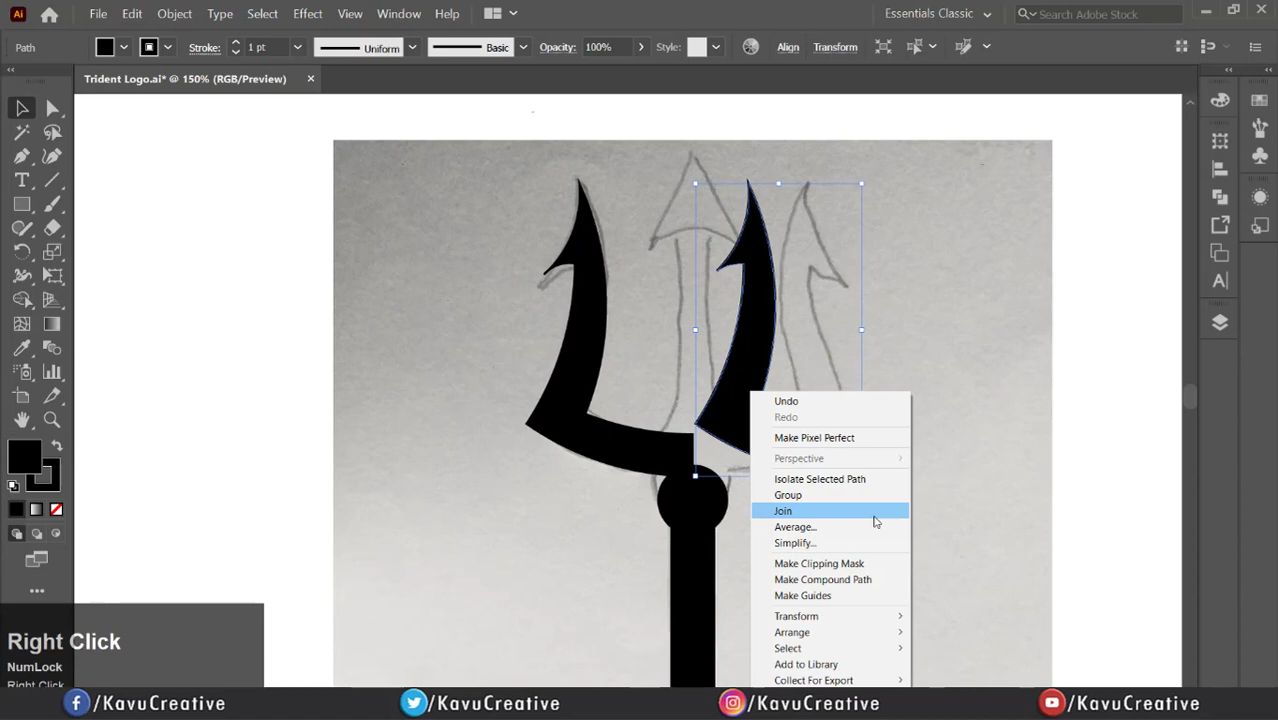 Ai
File Edit Object Type Select Effect View Window Help
Essentials Classic
Search Adobe Stock
Path
Stroke:
1 pt
Uniform
Basic
Opacity:
100%
Style:
Align
Transform
Trident Logo.ai* @ 150% (RGB/Preview)
Undo
Redo
Make Pixel Perfect
Perspective
Isolate Selected Path
Group
Join
Average...
Simplify...
Make Clipping Mask
Make Compound Path
Make Guides
Transform
Arrange
Select
Add to Library
Collect For Export
Right Click
NumLock
Right Click
/KavuCreative
/KavuCreative
/KavuCreative
/KavuCreative